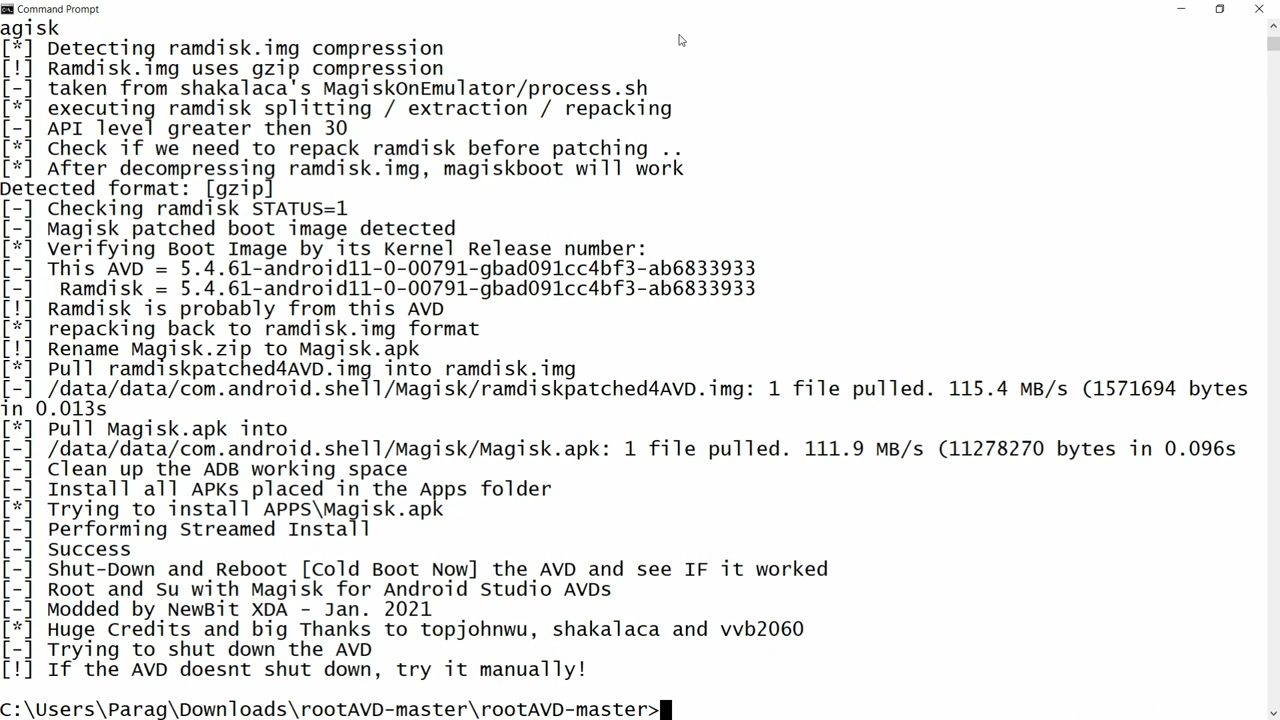 Command Prompt
agisk
[*] Detecting ramdisk.img compression
[!] Ramdisk.img uses gzip compression
[-] taken from shakalaca's MagiskOnEmulator/process.sh
[*] executing ramdisk splitting / extraction / repacking
[-] API level greater then 30
[*] Check if we need to repack ramdisk before patching ..
[*] After decompressing ramdisk.img, magiskboot will work
Detected format: [gzip]
[-] Checking ramdisk STATUS=1
[-] Magisk patched boot image detected
[*] Verifying Boot Image by its Kernel Release number:
[-] This AVD = 5.4.61-android11-0-00791-gbad091cc4bf3-ab6833933
[-]  Ramdisk = 5.4.61-android11-0-00791-gbad091cc4bf3-ab6833933
[!] Ramdisk is probably from this AVD
[*] repacking back to ramdisk.img format
[!] Rename Magisk.zip to Magisk.apk
[*] Pull ramdiskpatched4AVD.img into ramdisk.img
[-] /data/data/com.android.shell/Magisk/ramdiskpatched4AVD.img: 1 file pulled. 115.4 MB/s (1571694 bytes
in 0.013s
[*] Pull Magisk.apk into
[-] /data/data/com.android.shell/Magisk/Magisk.apk: 1 file pulled. 111.9 MB/s (11278270 bytes in 0.096s
[-] Clean up the ADB working space
[-] Install all APKs placed in the Apps folder
[*] Trying to install APPS\Magisk.apk
[-] Performing Streamed Install
[-] Success
[-] Shut-Down and Reboot [Cold Boot Now] the AVD and see IF it worked
[-] Root and Su with Magisk for Android Studio AVDs
[-] Modded by NewBit XDA - Jan. 2021
[*] Huge Credits and big Thanks to topjohnwu, shakalaca and vvb2060
[-] Trying to shut down the AVD
[!] If the AVD doesnt shut down, try it manually!
C:\Users\Parag\Downloads\rootAVD-master\rootAVD-master>